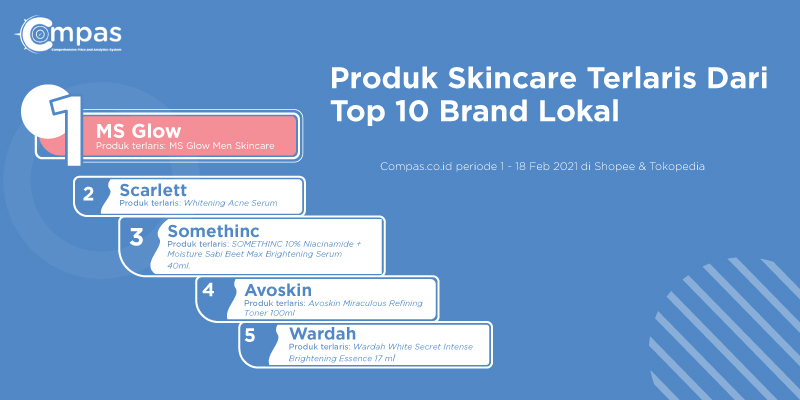 Compas
Comprehensive Price and Analytics System
Produk Skincare Terlaris Dari
Top 10 Brand Lokal
Compas.co.id periode 1 - 18 Feb 2021 di Shopee & Tokopedia
1
MS Glow
Produk terlaris: MS Glow Men Skincare
2
Scarlett
Produk terlaris: Whitening Acne Serum
3
Somethinc
Produk terlaris: SOMETHINC 10% Niacinamide +
Moisture Sabi Beet Max Brightening Serum
40ml.
4
Avoskin
Produk terlaris: Avoskin Miraculous Refining
Toner 100ml
5
Wardah
Produk terlaris: Wardah White Secret Intense
Brightening Essence 17 ml